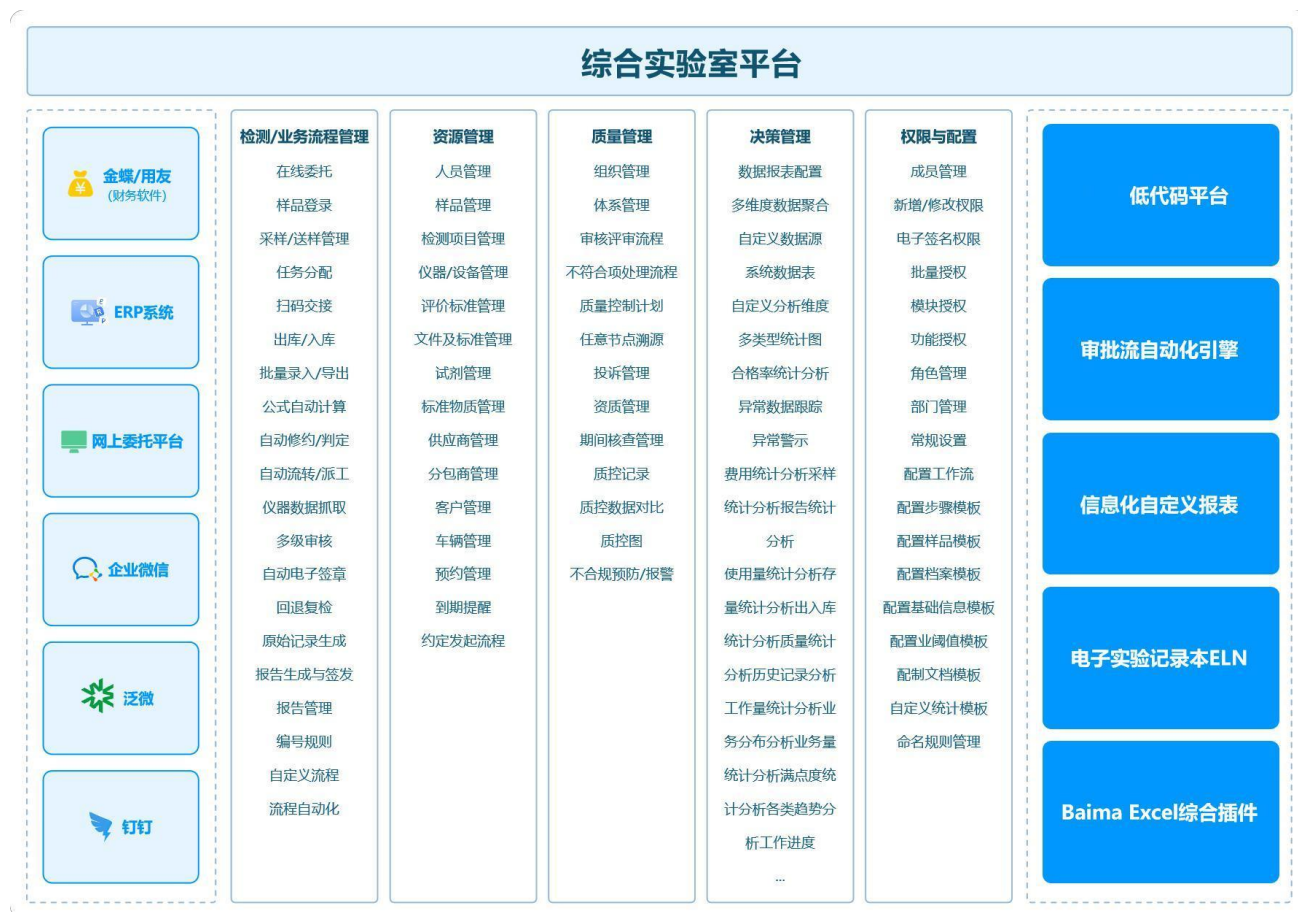 综合实验室平台
金蝶/用友
(财务软件)
ERP系统
网上委托平台
企业微信
泛微
钉钉
检测/业务流程管理
在线委托
样品登录
采样/送样管理
任务分配
扫码交接
出库/入库
批量录入/导出
公式自动计算
自动修约/判定
自动流转/派工
仪器数据抓取
多级审核
自动电子签章
回退复检
原始记录生成
报告生成与签发
报告管理
编号规则
自定义流程
流程自动化
资源管理
人员管理
样品管理
检测项目管理
仪器/设备管理
评价标准管理
文件及标准管理
试剂管理
标准物质管理
供应商管理
分包商管理
客户管理
车辆管理
预约管理
到期提醒
约定发起流程
质量管理
组织管理
体系管理
审核评审流程
不符合项处理流程
质量控制计划
任意节点溯源
投诉管理
资质管理
期间核查管理
质控记录
质控数据对比
质控图
不合规预防/报警
决策管理
数据报表配置
多维度数据聚合
自定义数据源
系统数据表
自定义分析维度
多类型统计图
合格率统计分析
异常数据跟踪
异常警示
费用统计分析采样
统计分析报告统计
分析
使用量统计分析存
量统计分析出入库
统计分析质量统计
分析历史记录分析
工作量统计分析业
务分布分析业务量
统计分析满点度统
计分析各类趋势分
析工作进度
...
权限与配置
成员管理
新增/修改权限
电子签名权限
批量授权
模块授权
功能授权
角色管理
部门管理
常规设置
配置工作流
配置步骤模板
配置样品模板
配置档案模板
配置基础信息模板
配置业阈值模板
配制文档模板
自定义统计模板
命名规则管理
低代码平台
审批流自动化引擎
信息化自定义报表
电子实验记录本ELN
Baima Excel综合插件